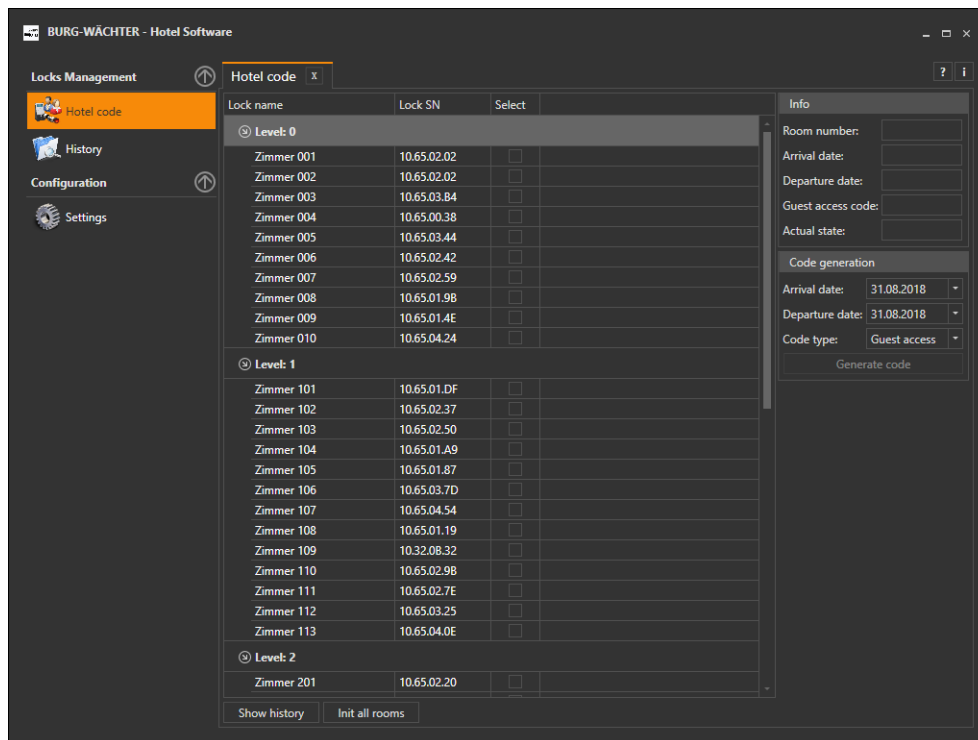 BURG-WÄCHTER - Hotel Software
Locks Management
Hotel code
History
Configuration
Settings
Hotel code x
? i
Lock name Lock SN Select
Level: 0
Zimmer 001 10.65.02.02
Zimmer 002 10.65.02.02
Zimmer 003 10.65.03.B4
Zimmer 004 10.65.00.38
Zimmer 005 10.65.03.44
Zimmer 006 10.65.02.42
Zimmer 007 10.65.02.59
Zimmer 008 10.65.01.9B
Zimmer 009 10.65.01.4E
Zimmer 010 10.65.04.24
Level: 1
Zimmer 101 10.65.01.DF
Zimmer 102 10.65.02.37
Zimmer 103 10.65.02.50
Zimmer 104 10.65.01.A9
Zimmer 105 10.65.01.87
Zimmer 106 10.65.03.7D
Zimmer 107 10.65.04.54
Zimmer 108 10.65.01.19
Zimmer 109 10.32.0B.32
Zimmer 110 10.65.02.9B
Zimmer 111 10.65.02.7E
Zimmer 112 10.65.03.25
Zimmer 113 10.65.04.0E
Level: 2
Zimmer 201 10.65.02.20
Show history Init all rooms
Info
Room number:
Arrival date:
Departure date:
Guest access code:
Actual state:
Code generation
Arrival date: 31.08.2018
Departure date: 31.08.2018
Code type: Guest access
Generate code